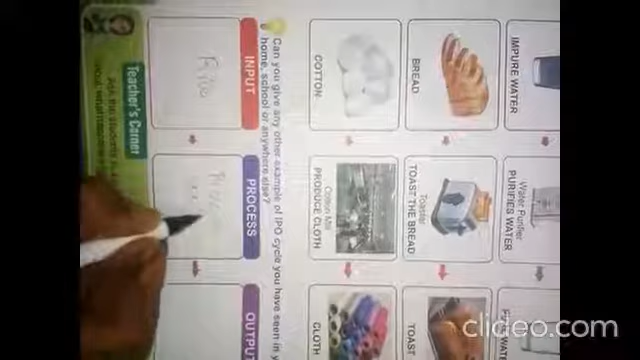 IMPURE WATER
Water Purifier
PURIFIES WATER
BREAD
Toaster
TOAST THE BREAD
TOAST
COTTON
Cotton Mill
PRODUCE CLOTH
CLOTH
Can you give any other example of IPO cycle you have seen in
home, school or anywhere else?
INPUT
PROCESS
OUTPUT
Teacher's Corner
clideo.com